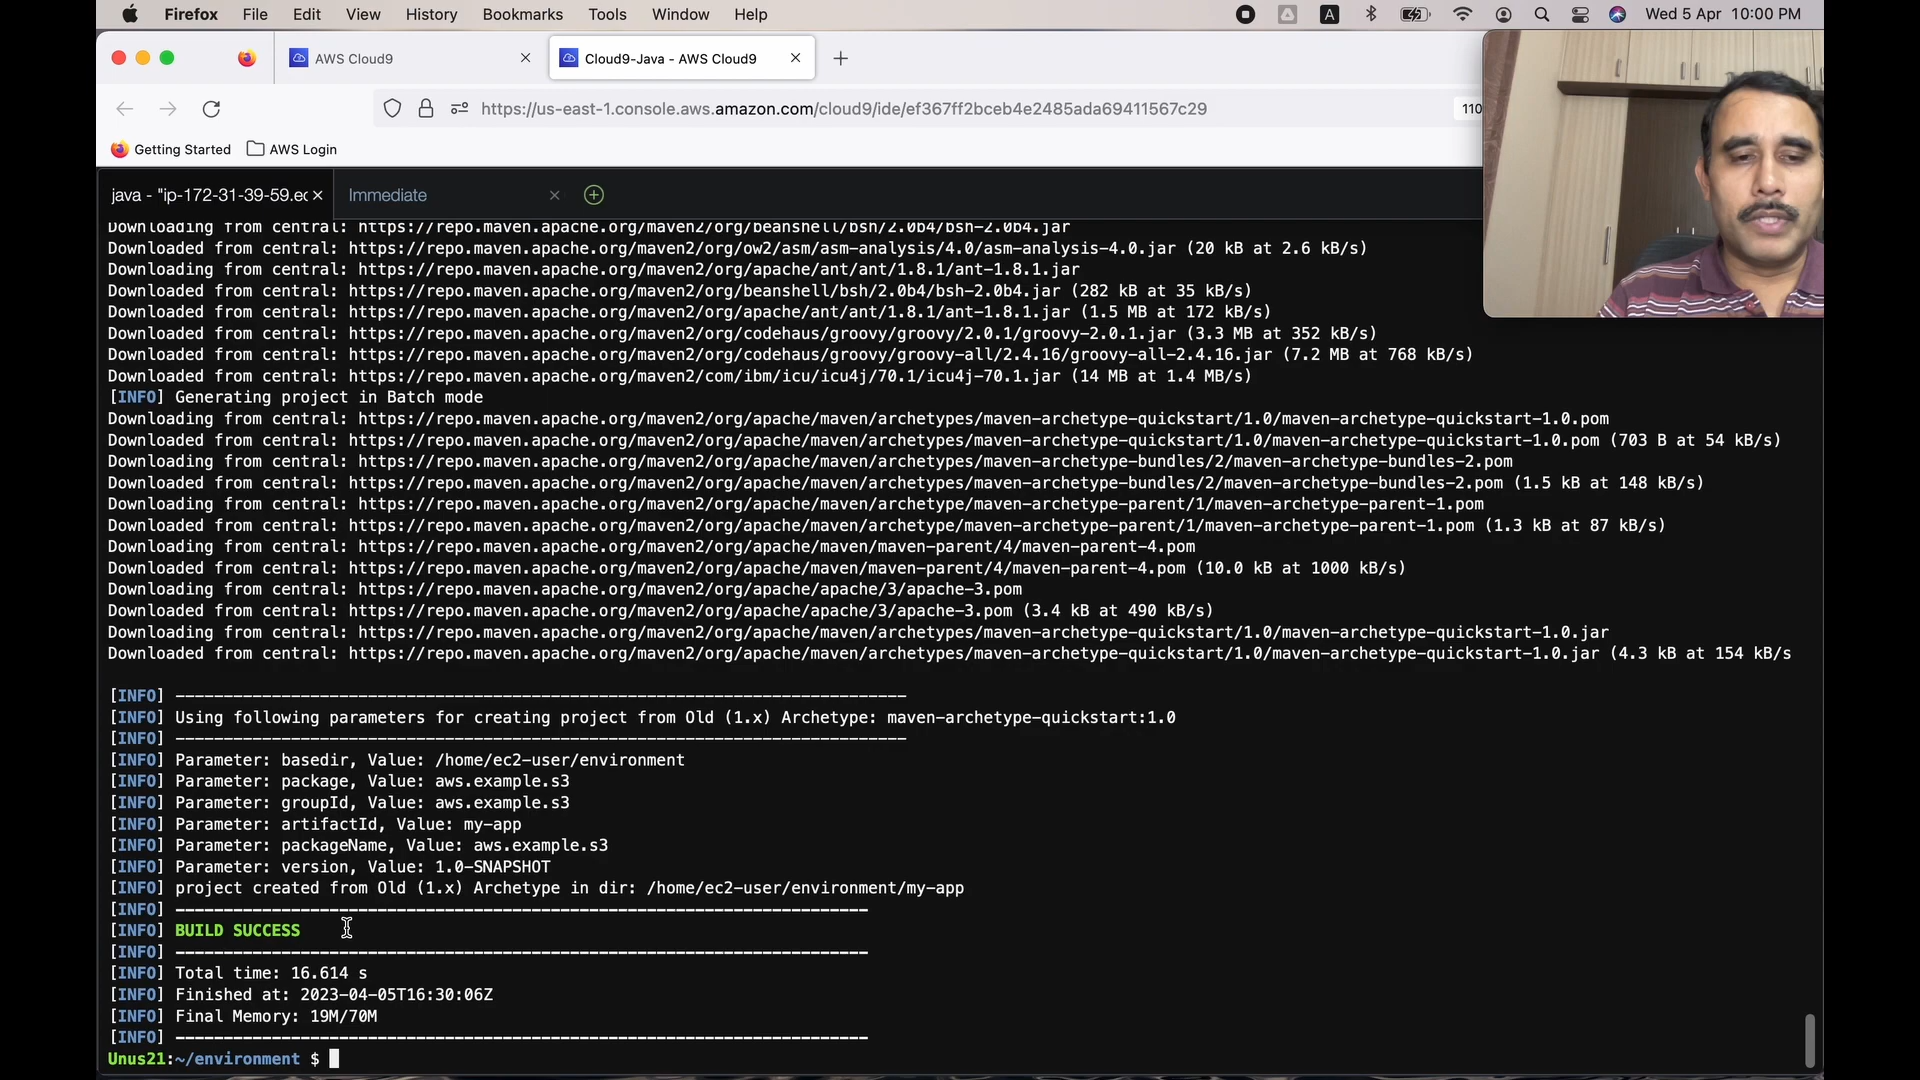 Firefox File Edit View History Bookmarks Tools Window Help A Wed 5 Apr 10:00 PM
AWS Cloud9 Cloud9-Java - AWS Cloud9
https://us-east-1.console.aws.amazon.com/cloud9/ide/ef367ff2bceb4e2485ada69411567c29 110
Getting Started AWS Login
java - "ip-172-31-39-59.ec Immediate
Downloading from central: https://repo.maven.apache.org/maven2/org/beanshell/bsh/2.0b4/bsh-2.0b4.jar
Downloaded from central: https://repo.maven.apache.org/maven2/org/ow2/asm/asm-analysis/4.0/asm-analysis-4.0.jar (20 kB at 2.6 kB/s)
Downloading from central: https://repo.maven.apache.org/maven2/org/apache/ant/ant/1.8.1/ant-1.8.1.jar
Downloaded from central: https://repo.maven.apache.org/maven2/org/beanshell/bsh/2.0b4/bsh-2.0b4.jar (282 kB at 35 kB/s)
Downloaded from central: https://repo.maven.apache.org/maven2/org/apache/ant/ant/1.8.1/ant-1.8.1.jar (1.5 MB at 172 kB/s)
Downloaded from central: https://repo.maven.apache.org/maven2/org/codehaus/groovy/groovy/2.0.1/groovy-2.0.1.jar (3.3 MB at 352 kB/s)
Downloaded from central: https://repo.maven.apache.org/maven2/org/codehaus/groovy/groovy-all/2.4.16/groovy-all-2.4.16.jar (7.2 MB at 768 kB/s)
Downloaded from central: https://repo.maven.apache.org/maven2/com/ibm/icu/icu4j/70.1/icu4j-70.1.jar (14 MB at 1.4 MB/s)
[INFO] Generating project in Batch mode
Downloading from central: https://repo.maven.apache.org/maven2/org/apache/maven/archetypes/maven-archetype-quickstart/1.0/maven-archetype-quickstart-1.0.pom
Downloaded from central: https://repo.maven.apache.org/maven2/org/apache/maven/archetypes/maven-archetype-quickstart/1.0/maven-archetype-quickstart-1.0.pom (703 B at 54 kB/s)
Downloading from central: https://repo.maven.apache.org/maven2/org/apache/maven/archetypes/maven-archetype-bundles/2/maven-archetype-bundles-2.pom
Downloaded from central: https://repo.maven.apache.org/maven2/org/apache/maven/archetypes/maven-archetype-bundles/2/maven-archetype-bundles-2.pom (1.5 kB at 148 kB/s)
Downloading from central: https://repo.maven.apache.org/maven2/org/apache/maven/archetype/maven-archetype-parent/1/maven-archetype-parent-1.pom
Downloaded from central: https://repo.maven.apache.org/maven2/org/apache/maven/archetype/maven-archetype-parent/1/maven-archetype-parent-1.pom (1.3 kB at 87 kB/s)
Downloading from central: https://repo.maven.apache.org/maven2/org/apache/maven/maven-parent/4/maven-parent-4.pom
Downloaded from central: https://repo.maven.apache.org/maven2/org/apache/maven/maven-parent/4/maven-parent-4.pom (10.0 kB at 1000 kB/s)
Downloading from central: https://repo.maven.apache.org/maven2/org/apache/apache/3/apache-3.pom
Downloaded from central: https://repo.maven.apache.org/maven2/org/apache/apache/3/apache-3.pom (3.4 kB at 490 kB/s)
Downloading from central: https://repo.maven.apache.org/maven2/org/apache/maven/archetypes/maven-archetype-quickstart/1.0/maven-archetype-quickstart-1.0.jar
Downloaded from central: https://repo.maven.apache.org/maven2/org/apache/maven/archetypes/maven-archetype-quickstart/1.0/maven-archetype-quickstart-1.0.jar (4.3 kB at 154 kB/s
[INFO] ----------------------------------------------------------------------------
[INFO] Using following parameters for creating project from Old (1.x) Archetype: maven-archetype-quickstart:1.0
[INFO] ----------------------------------------------------------------------------
[INFO] Parameter: basedir, Value: /home/ec2-user/environment
[INFO] Parameter: package, Value: aws.example.s3
[INFO] Parameter: groupId, Value: aws.example.s3
[INFO] Parameter: artifactId, Value: my-app
[INFO] Parameter: packageName, Value: aws.example.s3
[INFO] Parameter: version, Value: 1.0-SNAPSHOT
[INFO] project created from Old (1.x) Archetype in dir: /home/ec2-user/environment/my-app
[INFO] ------------------------------------------------------------------------
[INFO] BUILD SUCCESS
[INFO] ------------------------------------------------------------------------
[INFO] Total time: 16.614 s
[INFO] Finished at: 2023-04-05T16:30:06Z
[INFO] Final Memory: 19M/70M
[INFO] ------------------------------------------------------------------------
Unus21:~/environment $